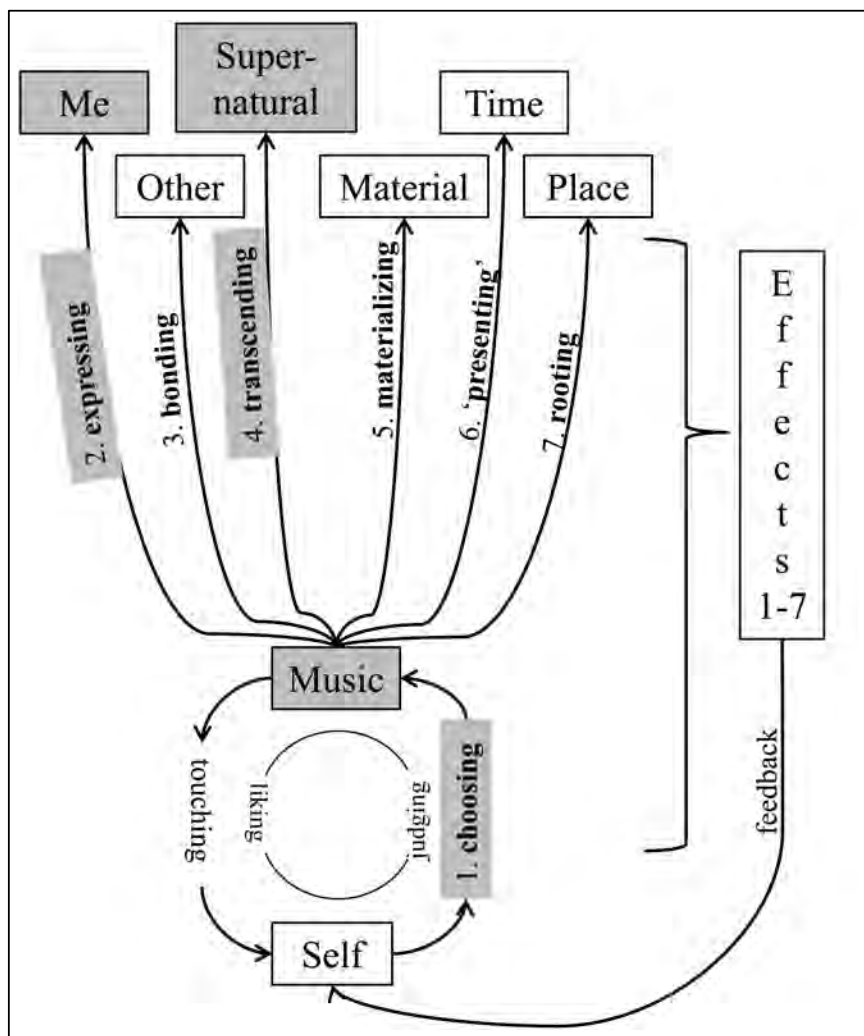 Super-
natural
Me
Time
Other
Material
Place
2. expressing
3. bonding
4. transcending
5. materializing
6. ‘presenting’
7. rooting
E
f
f
e
c
t
s
1-7
Music
touching
liking
judging
1. choosing
feedback
Self